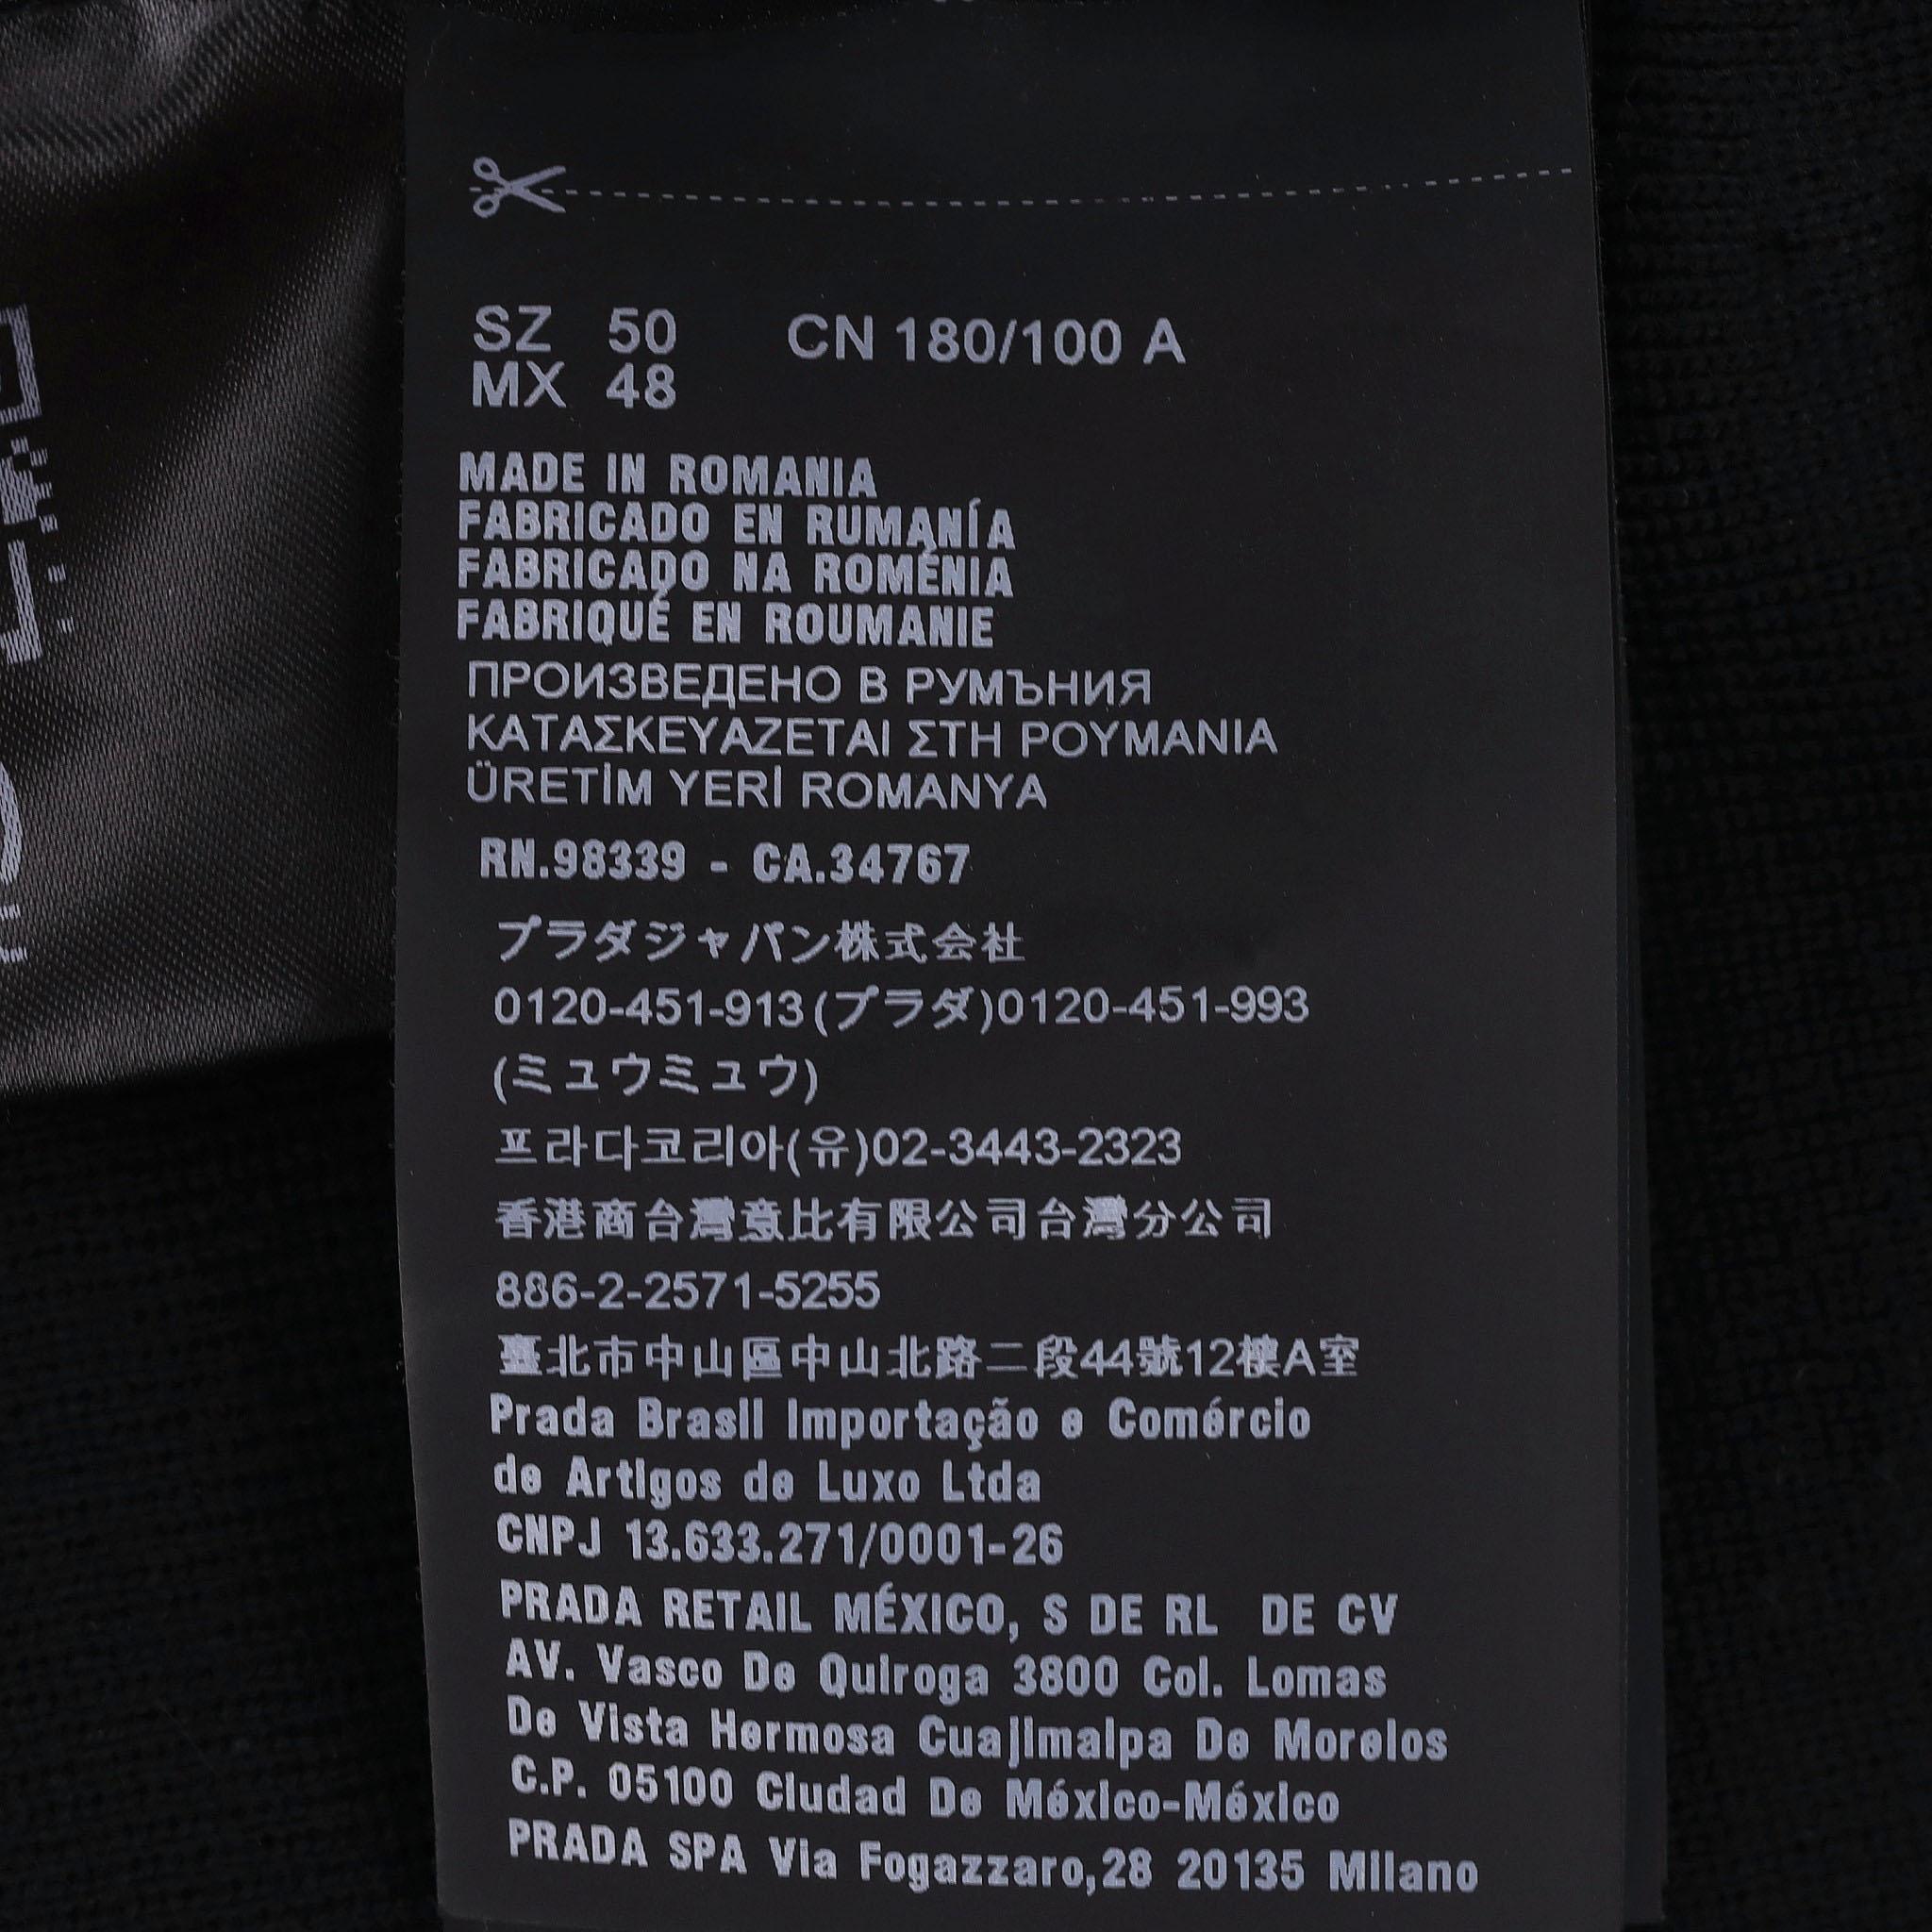 SZ 50 CN 180/100 A
MX 48
MADE IN ROMANIA
FABRICADO EN RUMANÍA
FABRICADO NA ROMÉNIA
FABRIQUÉ EN ROUMANIE
ПРОИЗВЕДЕНО В РУМЪНИЯ
ΚΑΤΑΣΚΕΥΑΖΕΤΑΙ ΣΤΗ ΡΟΥΜΑΝΙΑ
ÜRETİM YERİ ROMANYA
RN.98339 - CA.34767
プラダジャパン株式会社
0120-451-913(プラダ)0120-451-993
(ミュウミュウ)
프라다코리아(유)02-3443-2323
香港商台灣意比有限公司台灣分公司
886-2-2571-5255
臺北市中山區中山北路二段44號12樓A室
Prada Brasil Importação e Comércio
de Artigos de Luxo Ltda
CNPJ 13.633.271/0001-26
PRADA RETAIL MÉXICO, S DE RL DE CV
AV. Vasco De Quiroga 3800 Col. Lomas
De Vista Hermosa Cuajimalpa De Morelos
C.P. 05100 Ciudad De México-México
PRADA SPA Via Fogazzaro,28 20135 Milano